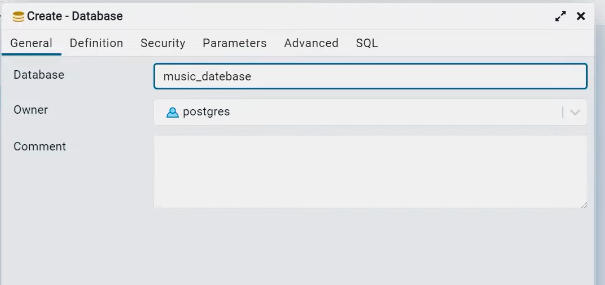 Create - Database
General Definition Security Parameters Advanced SQL
Database music_datebase
Owner postgres
Comment